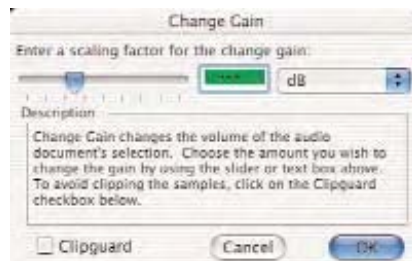 Change Gain
Enter a scaling factor for the change gain:
dB
Description
Change Gain changes the volume of the audio
document's selection. Choose the amount you wish to
change the gain by using the slider or text box above.
To avoid clipping the samples, click on the Clipguard
checkbox below.
Clipguard
Cancel
OK